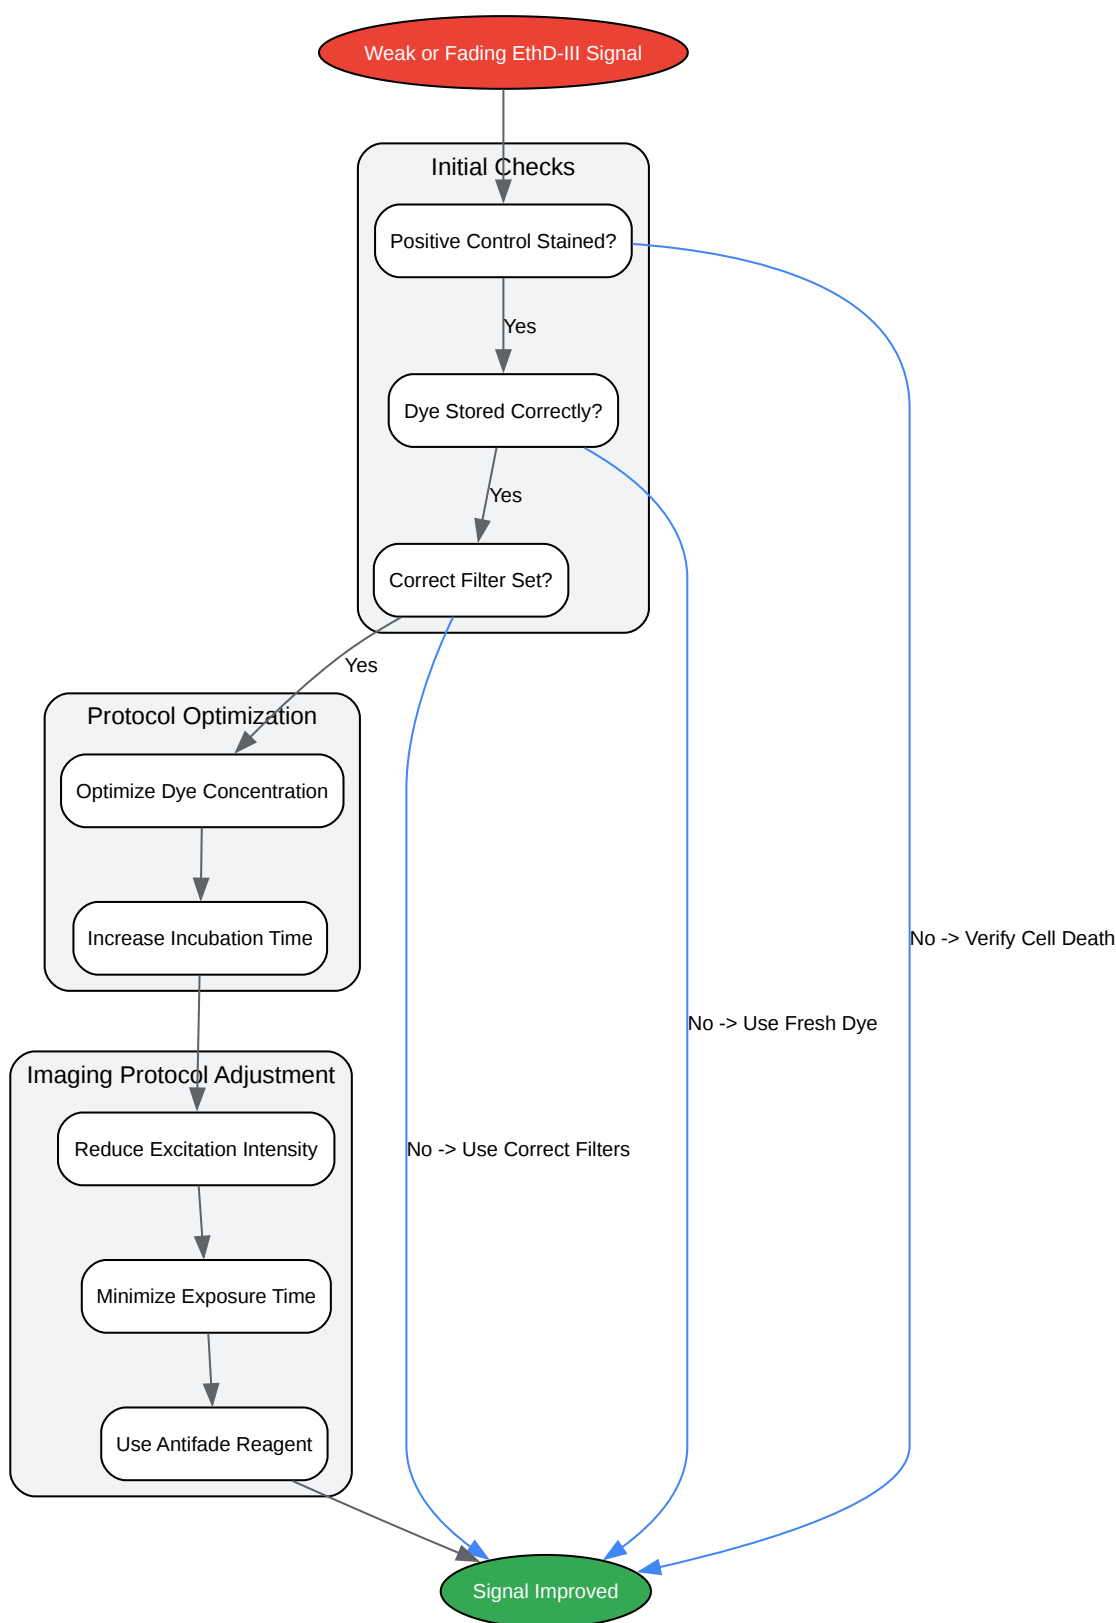 Weak or Fading EthD-III Signal
Initial Checks
Positive Control Stained?
Yes
Dye Stored Correctly?
Yes
Correct Filter Set?
Yes
Protocol Optimization
Optimize Dye Concentration
Increase Incubation Time
No -> Verify Cell Death
No -> Use Fresh Dye
Imaging Protocol Adjustment
Reduce Excitation Intensity
No -> Use Correct Filters
Minimize Exposure Time
Use Antifade Reagent
Signal Improved